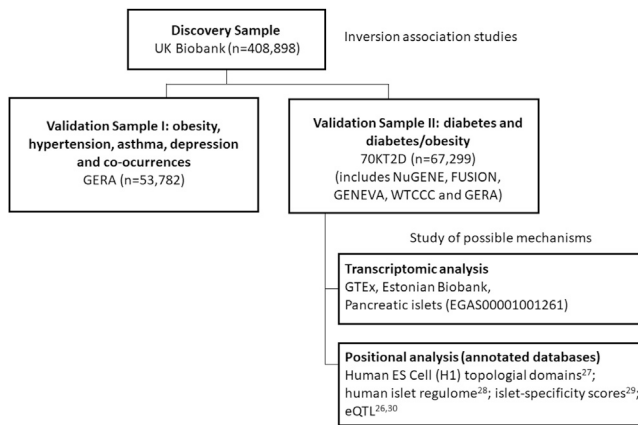 Discovery Sample
UK Biobank (n=408,898)
Inversion association studies
Validation Sample I: obesity,
hypertension, asthma, depression
and co-ocurrences
GERA (n=53,782)
Validation Sample II: diabetes and
diabetes/obesity
70KT2D (n=67,299)
(includes NuGENE, FUSION,
GENEVA, WTCCC and GERA)
Study of possible mechanisms
Transcriptomic analysis
GTEx, Estonian Biobank,
Pancreatic islets (EGAS00001001261)
Positional analysis (annotated databases)
Human ES Cell (H1) topologial domains27;
human islet regulome28; islet-specificity scores29;
eQTL26,30